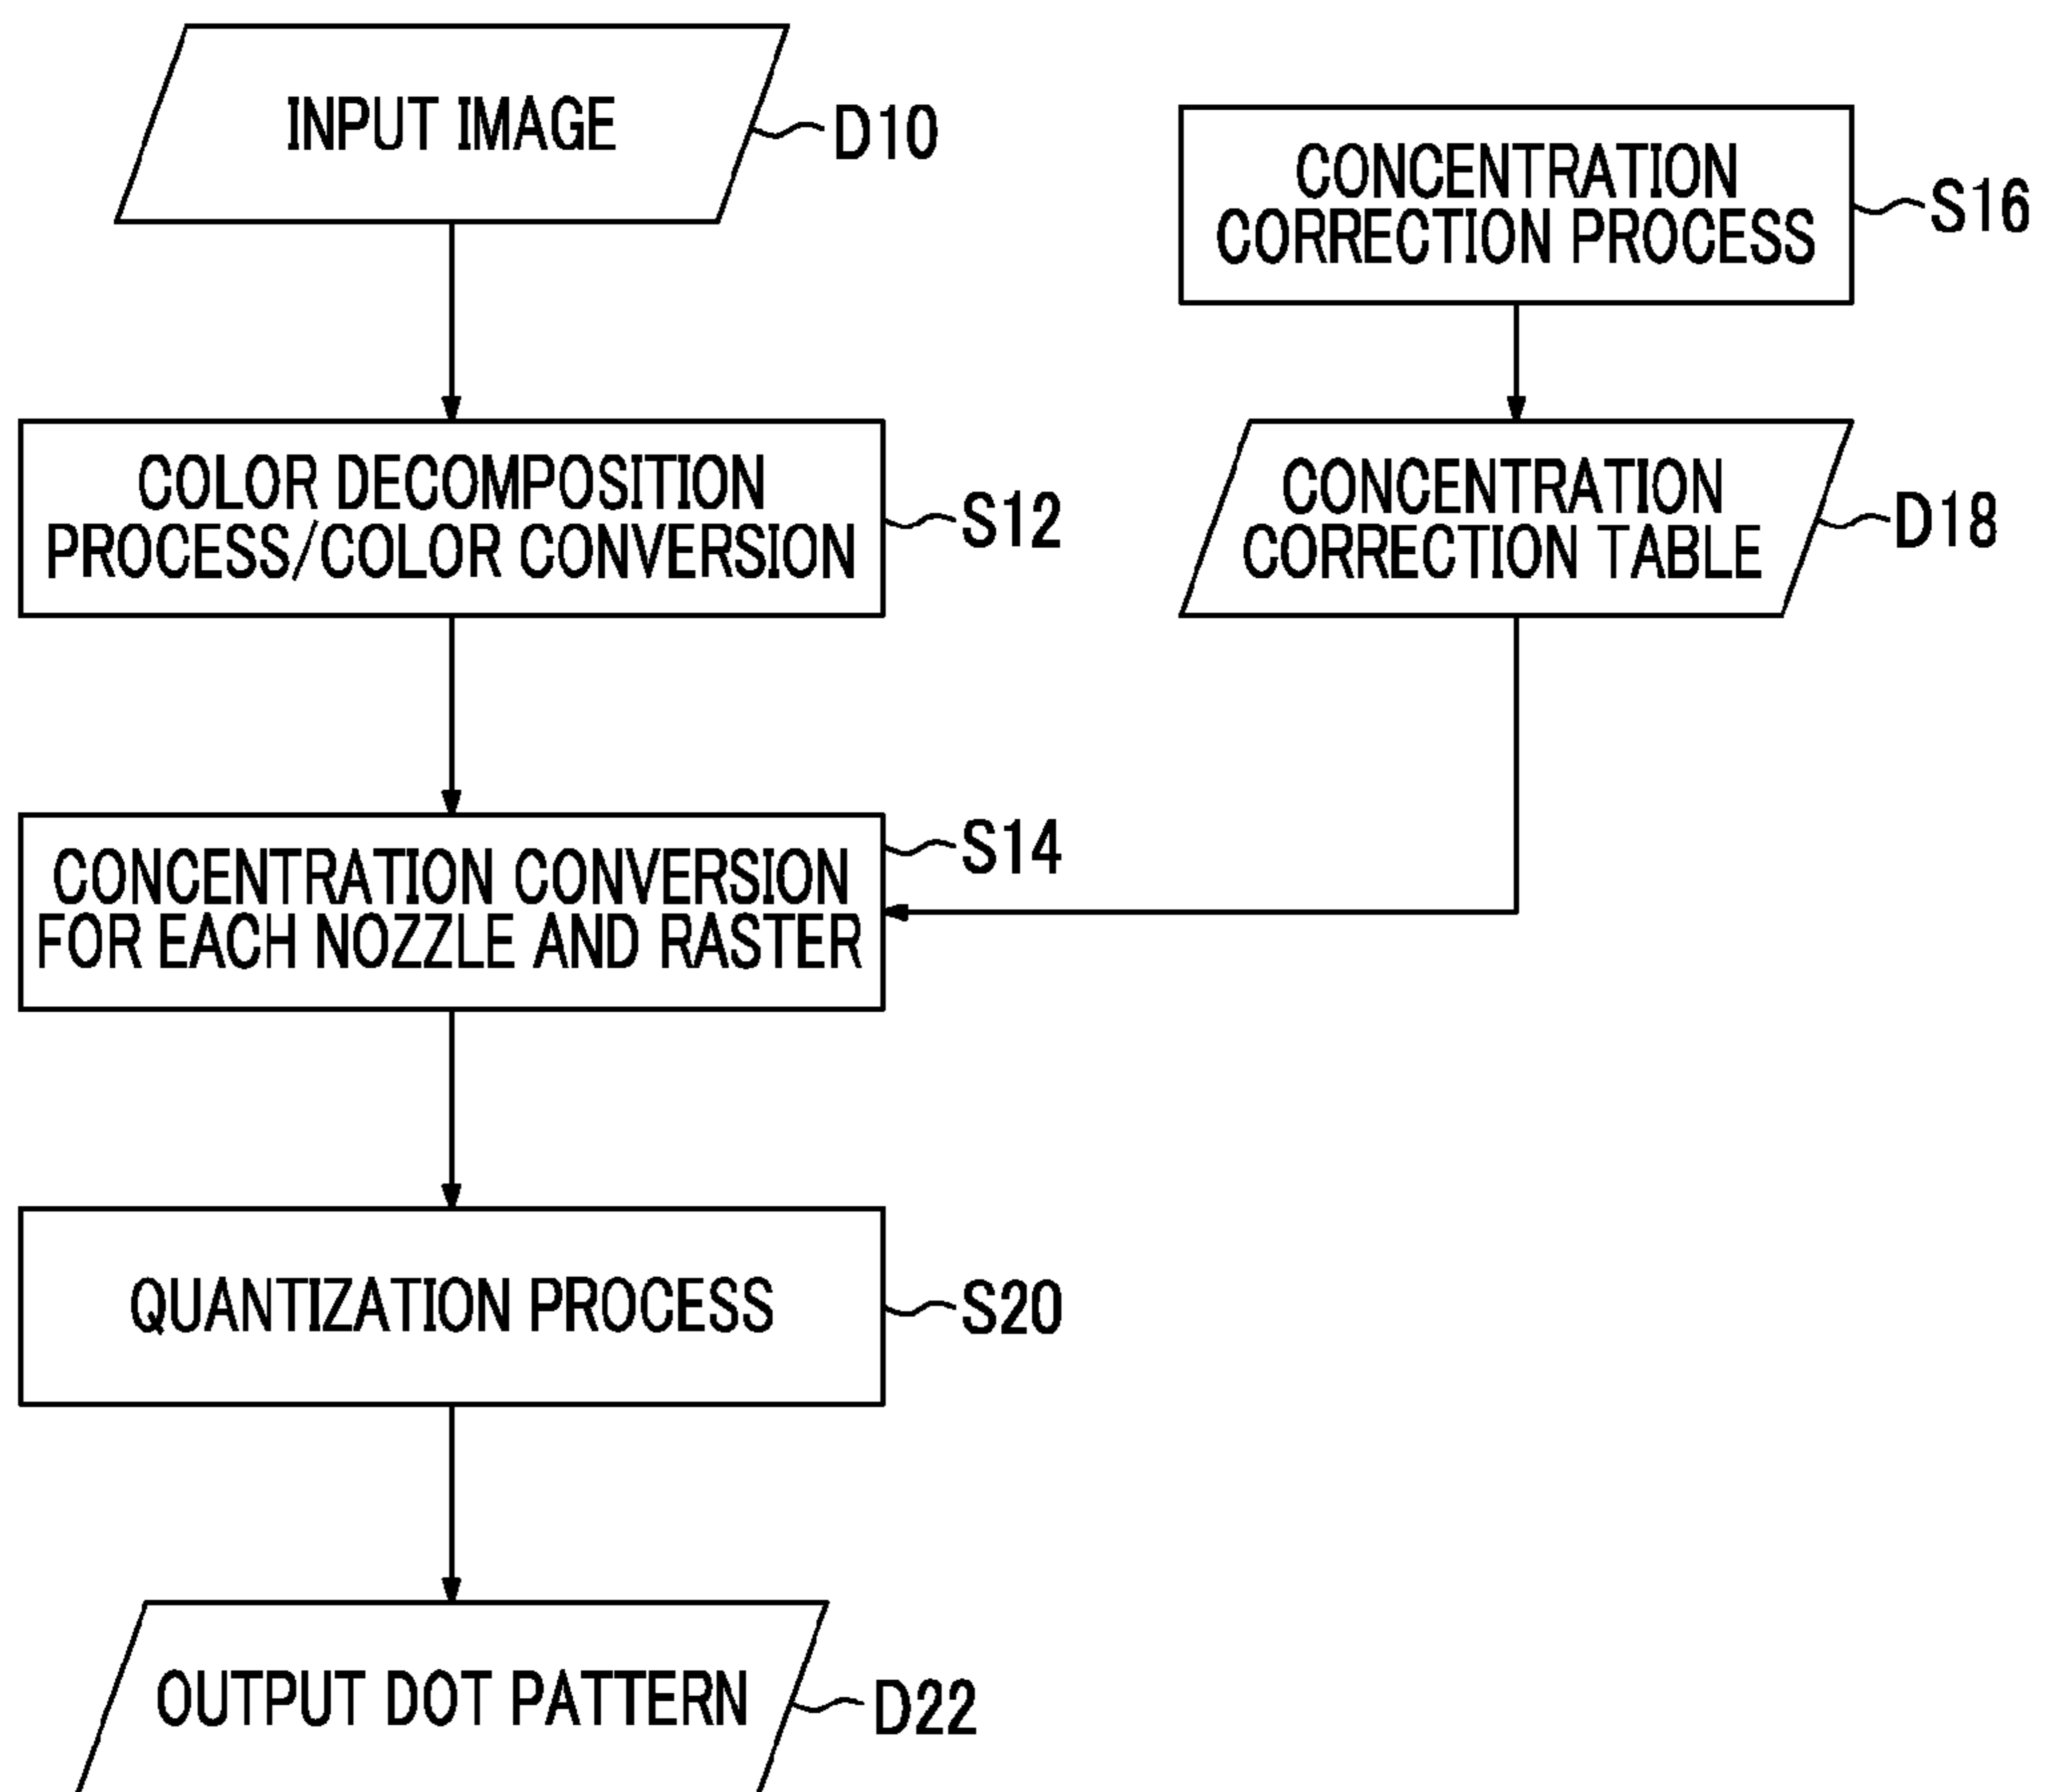 INPUT IMAGE
D10
CONCENTRATION
CORRECTION PROCESS
S16
COLOR DECOMPOSITION
PROCESS/COLOR CONVERSION
S12
CONCENTRATION
CORRECTION TABLE
D18
CONCENTRATION CONVERSION
FOR EACH NOZZLE AND RASTER
S14
QUANTIZATION PROCESS
S20
OUTPUT DOT PATTERN
D22